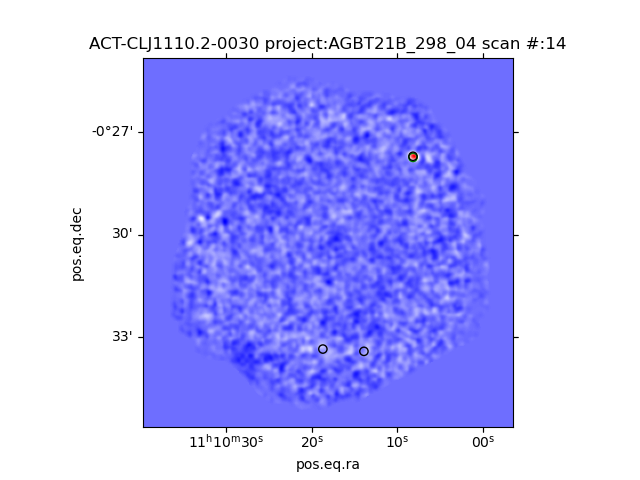 ACT-CLJ1110.2-0030 project:AGBT21B_298_04 scan #:14
-0°27'
30'
33'
pos.eq.dec
11h10m30s 20s 10s 00s
pos.eq.ra